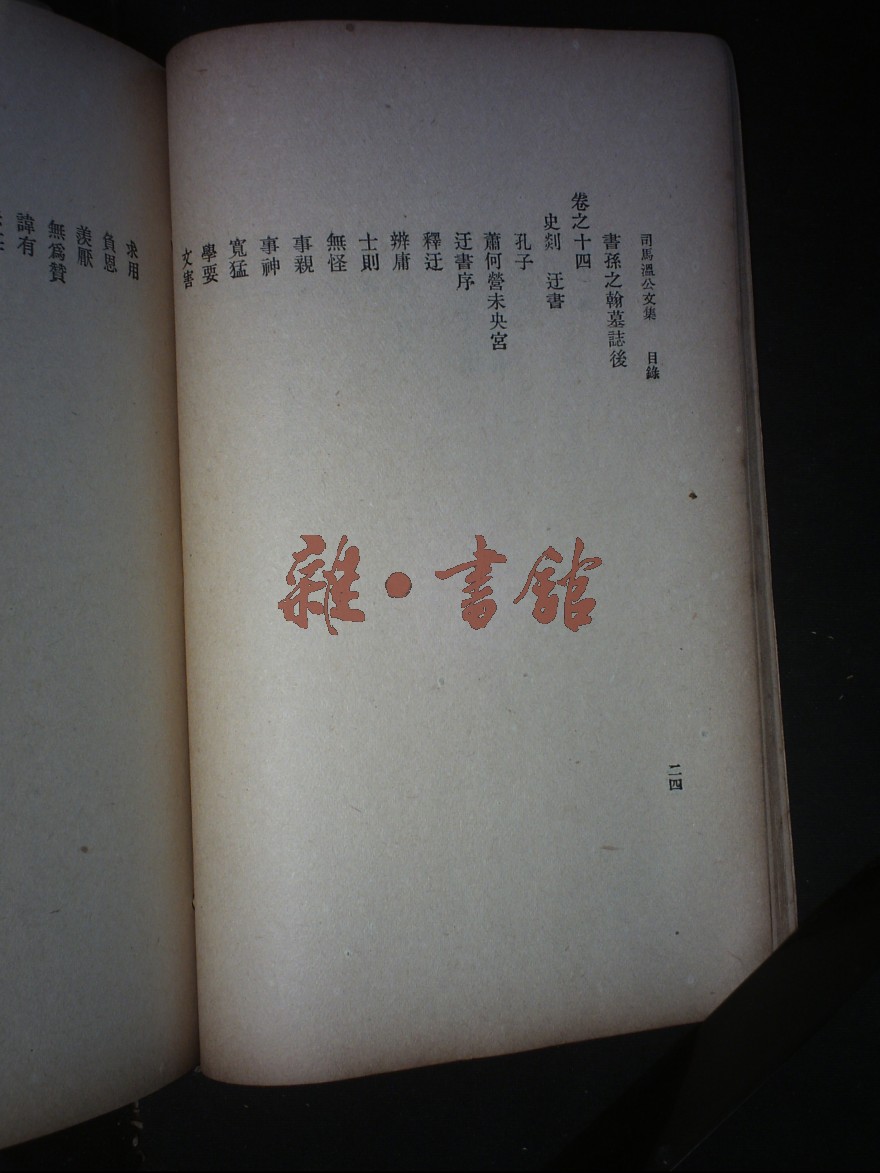 司馬溫公文集　目錄
書孫之翰墓誌後
卷之十四
史剡　迂書
孔子
蕭何營未央宮
迂書序
釋迂
辨庸
士則
無怪
事親
事神
寬猛
學要
文害
二四
求用
負恩
羨厭
無爲贊
諱有
雜·書館